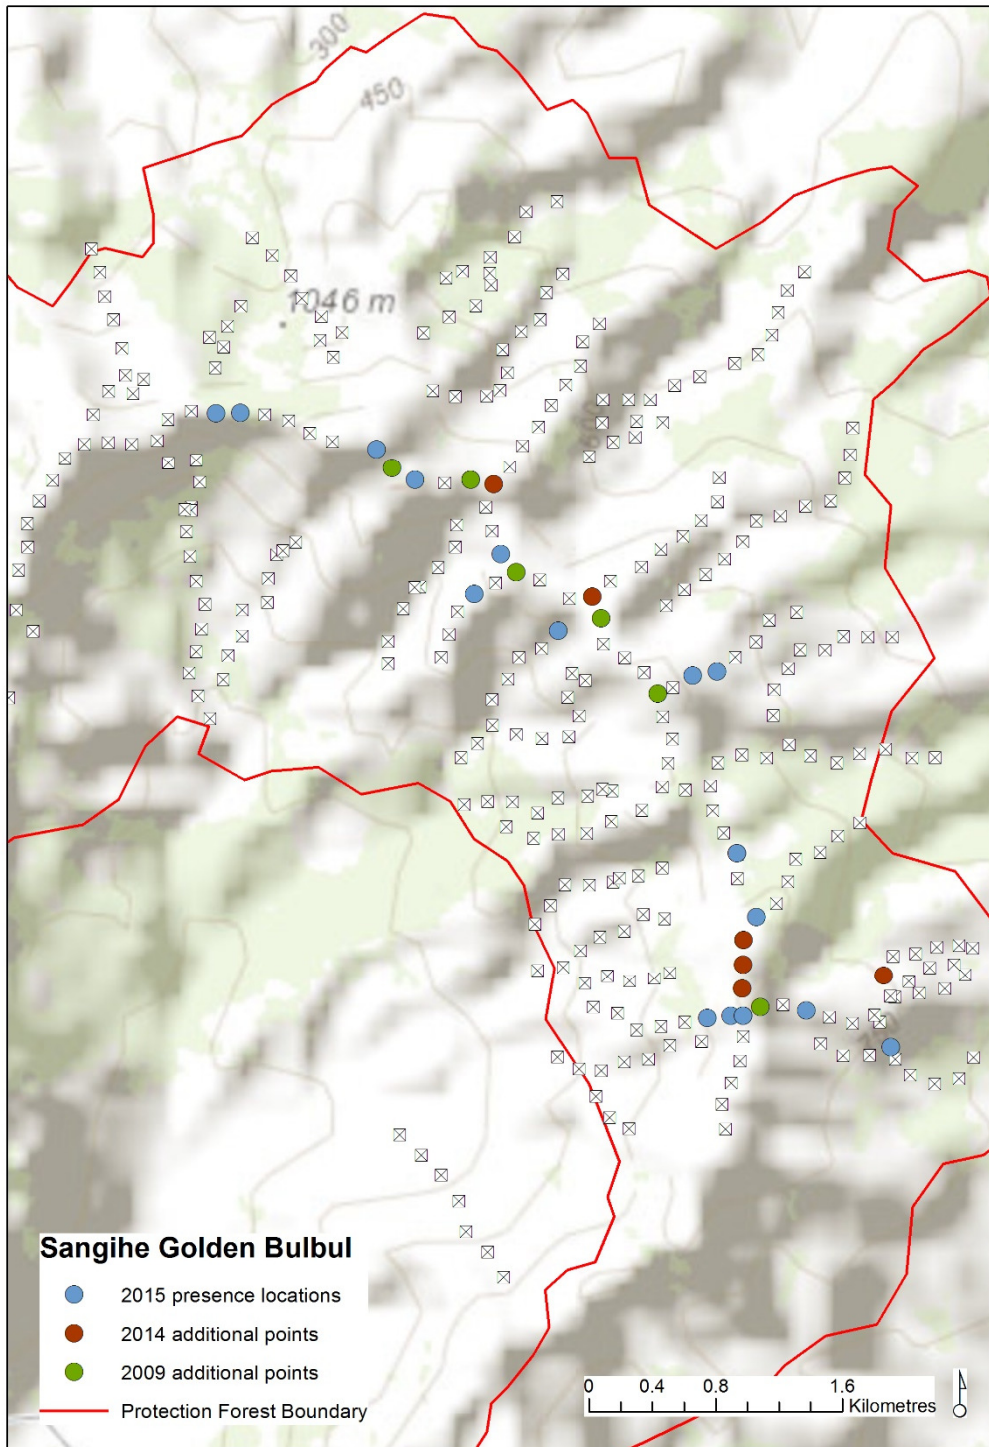 300
450
1046 m
600
Sangihe Golden Bulbul
2015 presence locations
2014 additional points
2009 additional points
Protection Forest Boundary
0 0.4 0.8 1.6
Kilometres